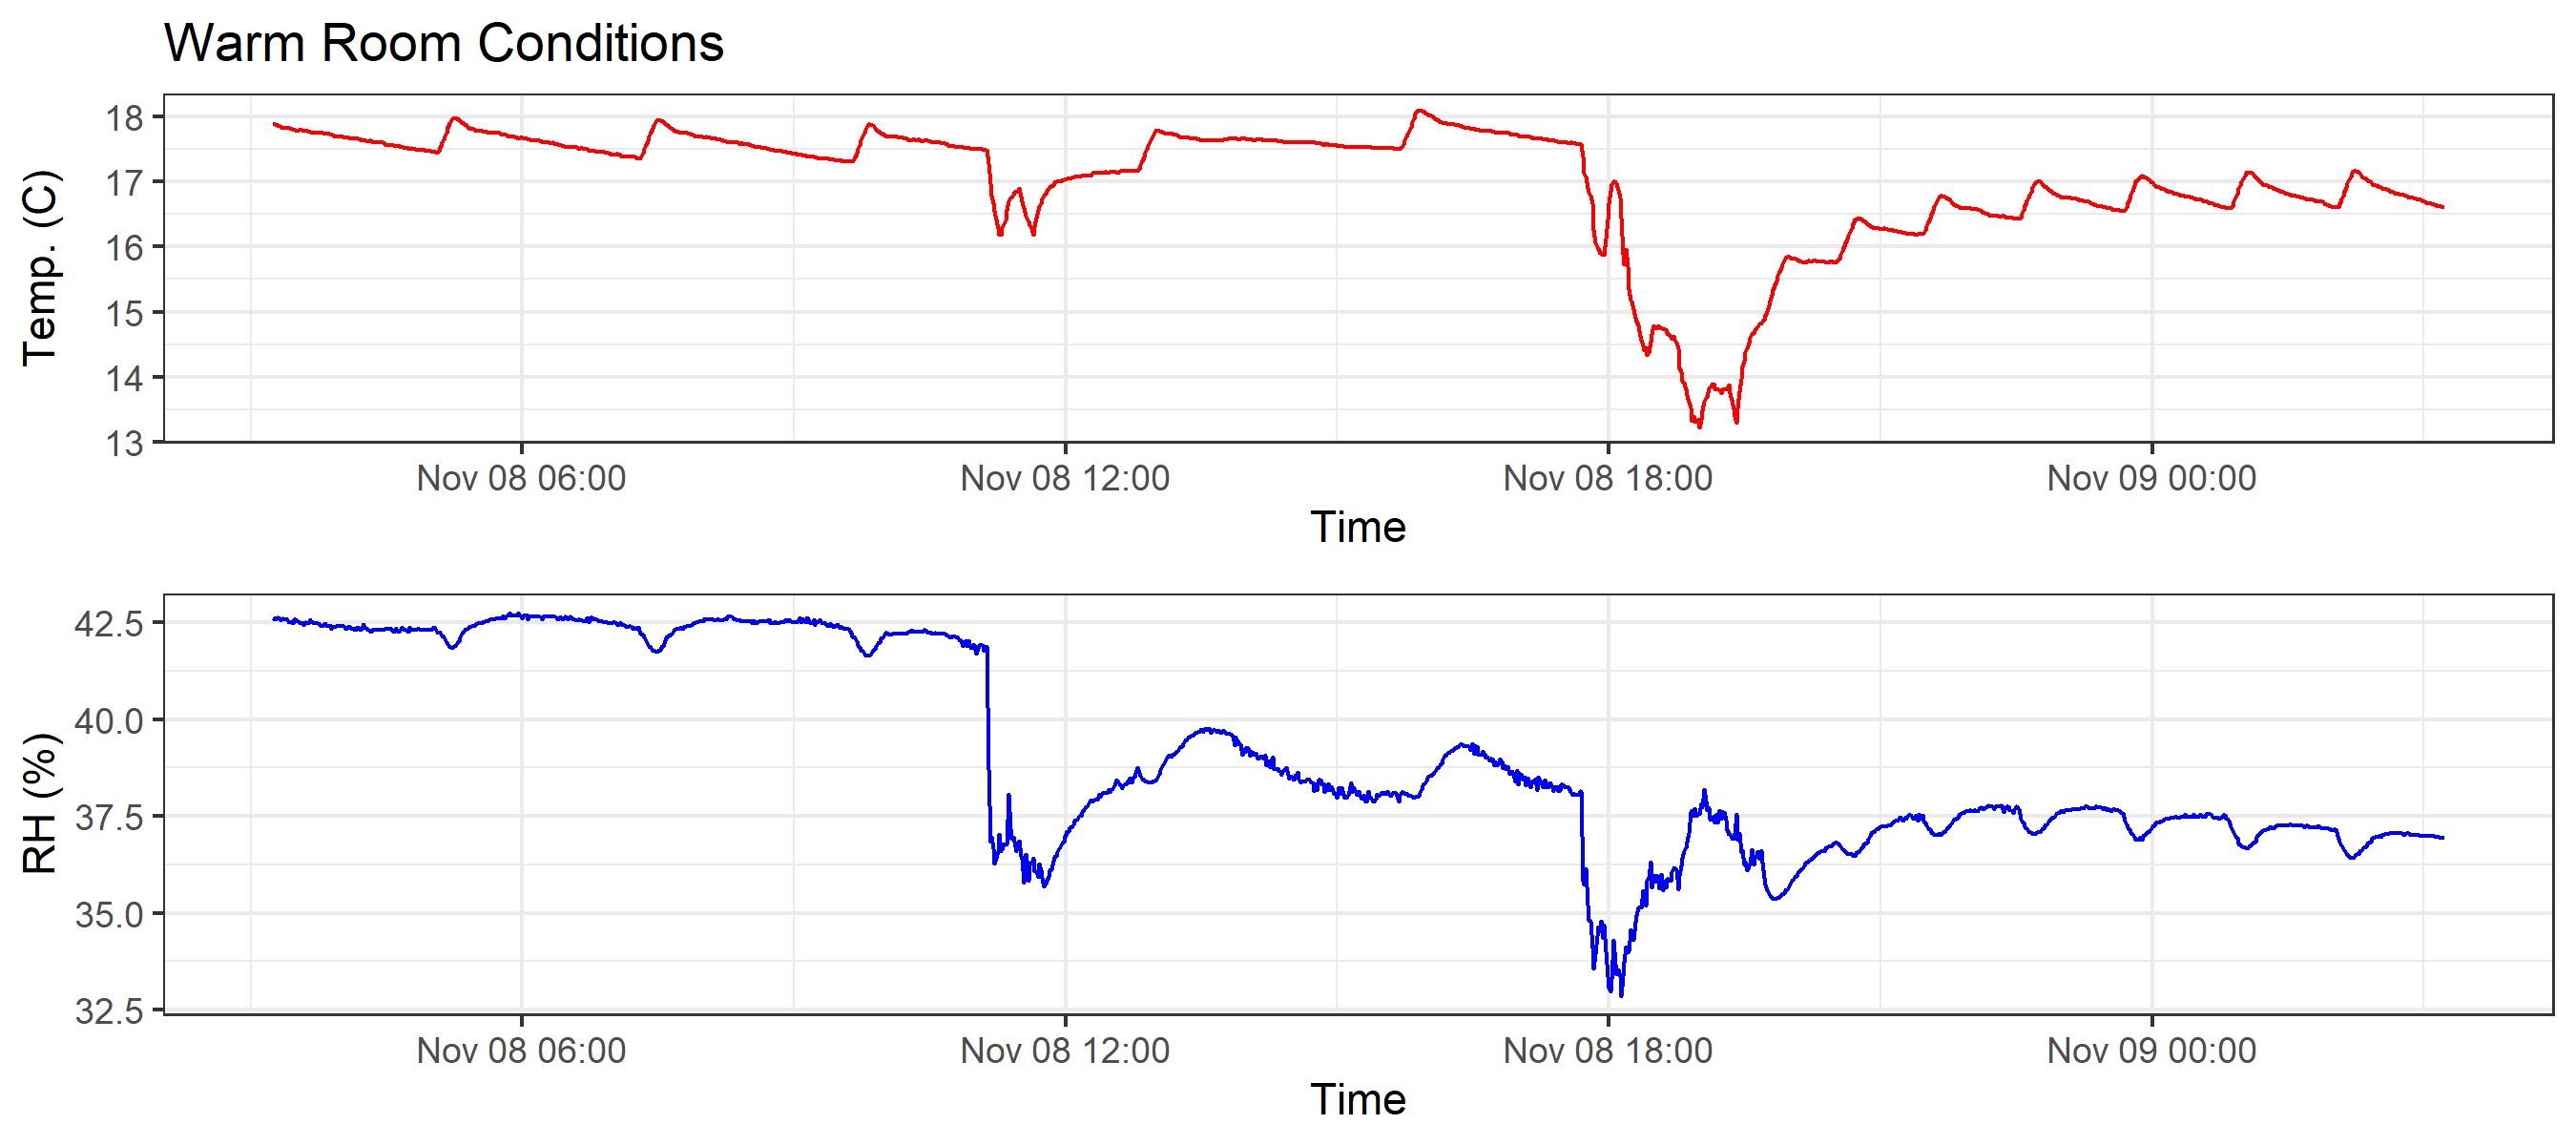 Warm Room Conditions
18
17
16
15
14
13
Temp. (C)
Nov 08 06:00 Nov 08 12:00 Nov 08 18:00 Nov 09 00:00
Time
42.5
40.0
37.5
35.0
32.5
RH (%)
Nov 08 06:00 Nov 08 12:00 Nov 08 18:00 Nov 09 00:00
Time